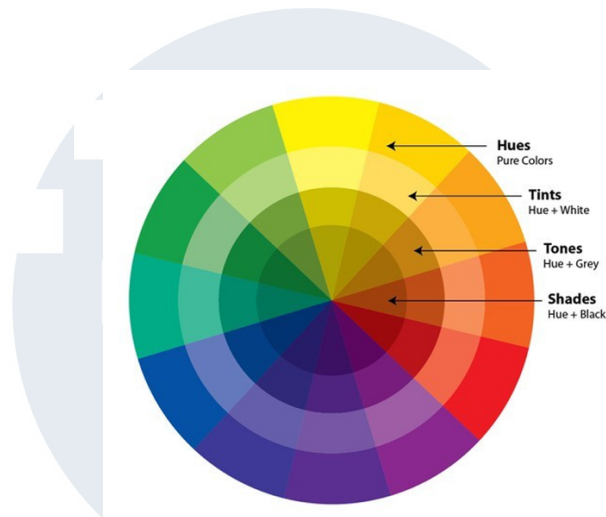 Hues
Pure Colors
Tints
Hue + White
Tones
Hue + Grey
Shades
Hue + Black